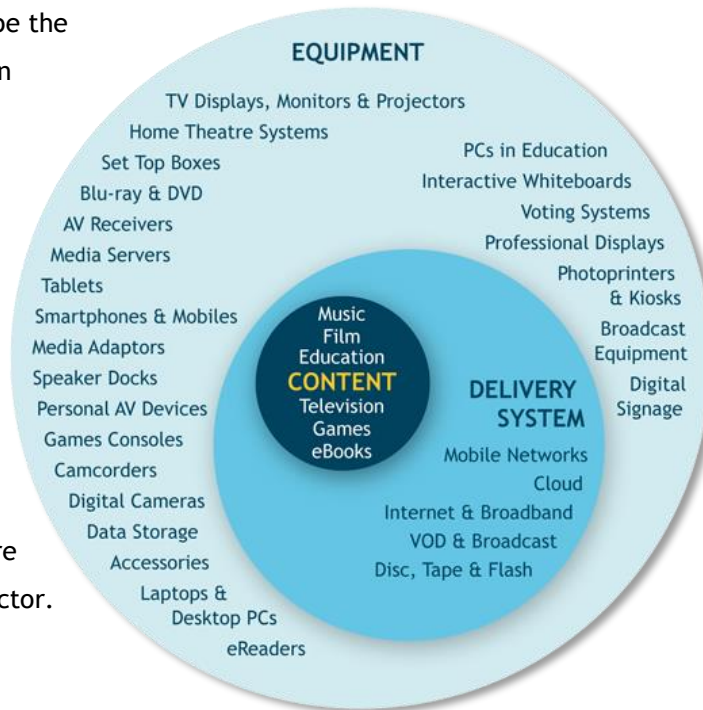 be the
n
EQUIPMENT
TV Displays, Monitors & Projectors
Home Theatre Systems
Set Top Boxes
Blu-ray & DVD
AV Receivers
Media Servers
Tablets
Smartphones & Mobiles
Media Adaptors
Speaker Docks
Personal AV Devices
Games Consoles
Camcorders
Digital Cameras
Data Storage
Accessories
Laptops &
Desktop PCs
eReaders
PCs in Education
Interactive Whiteboards
Voting Systems
Professional Displays
Photoprinters
& Kiosks
Broadcast
Equipment
Digital
Signage
Music
Film
Education
CONTENT
Television
Games
eBooks
DELIVERY
SYSTEM
Mobile Networks
Cloud
Internet & Broadband
VOD & Broadcast
Disc, Tape & Flash
re
ctor.